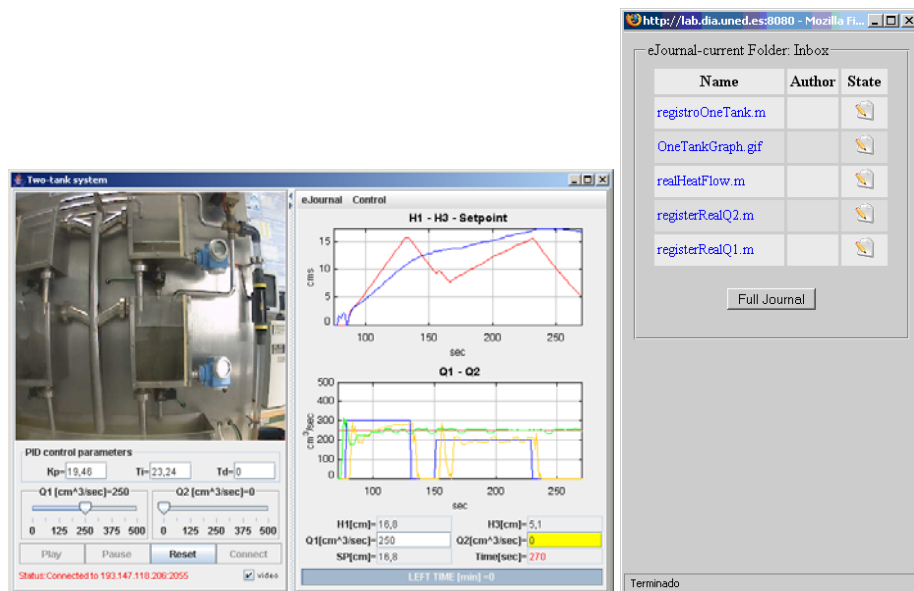 http://lab.dia.uned.es:8080 - Mozilla Fi...
eJournal-current Folder: Inbox
Name Author State
registroOneTank.m
OneTankGraph.gif
realHeatFlow.m
registerRealQ2.m
registerRealQ1.m
Full Journal
Terminado
Two-tank system
eJournal Control
H1 - H3 - Setpoint
cms
15
10
5
0
100 150 200 250
sec
Q1 - Q2
cm^3/sec
500
400
300
200
100
0
100 150 200 250
sec
PID control parameters
Kp= 19,46 Ti= 23,24 Td= 0
Q1 [cm^3/sec]=250 Q2 [cm^3/sec]=0
0 125 250 375 500 0 125 250 375 500
Play Pause Reset Connect
Status:Connected to 193.147.118.206:2055 video
H1[cm]= 16,8 H3[cm]= 5,1
Q1[cm^3/sec]= 250 Q2[cm^3/sec]= 0
SP[cm]= 16,8 Time[sec]= 270
LEFT TIME [min] =0